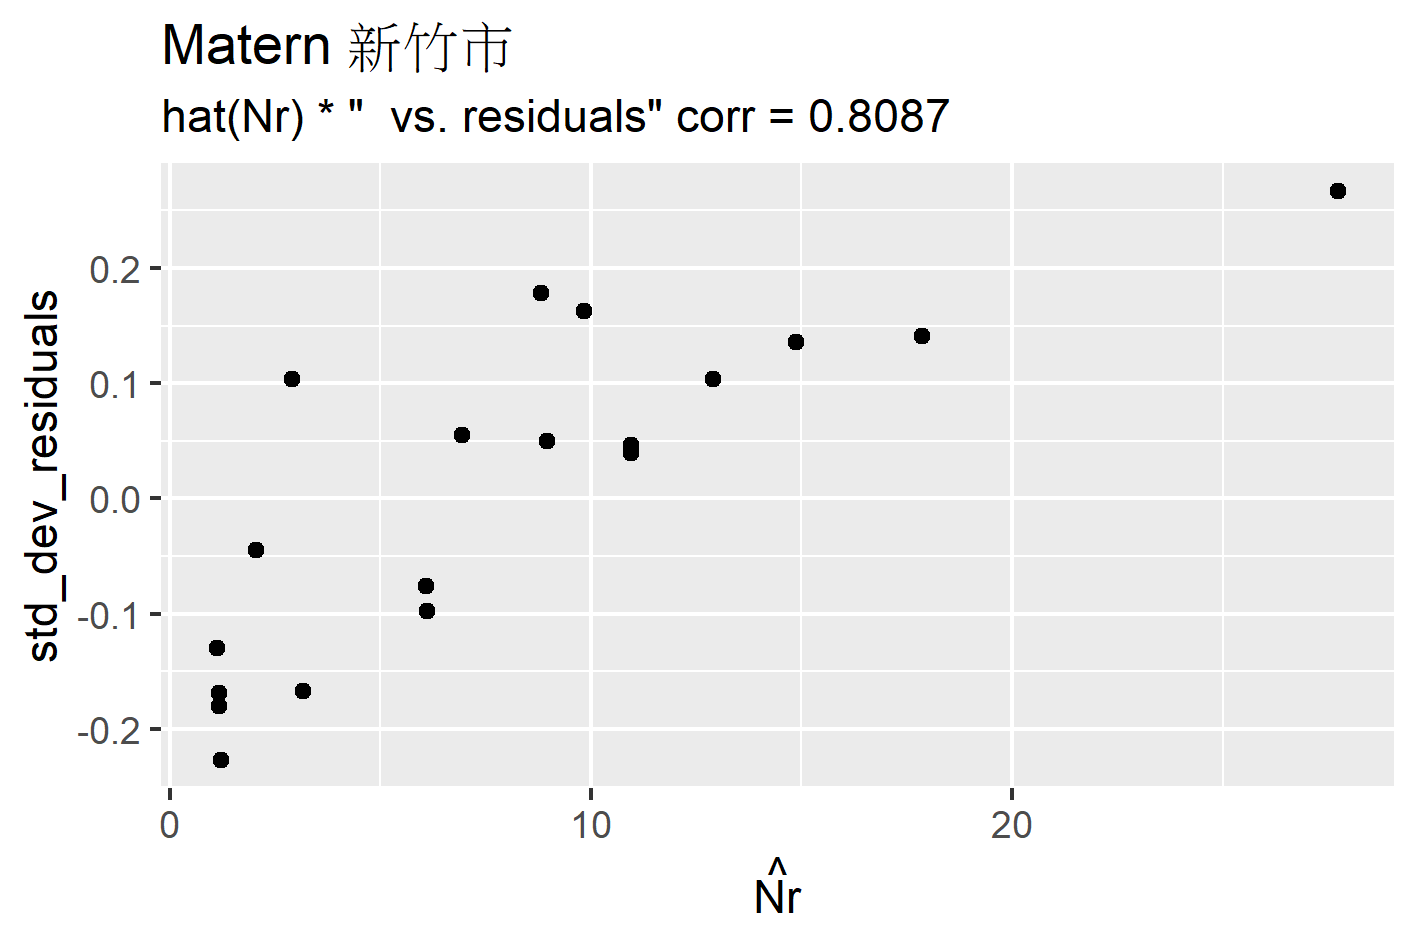 Matern 新竹市
hat(Nr) * "  vs. residuals" corr = 0.8087
std_dev_residuals
0.2
0.1
0.0
-0.1
-0.2
0
10
20
N̂r